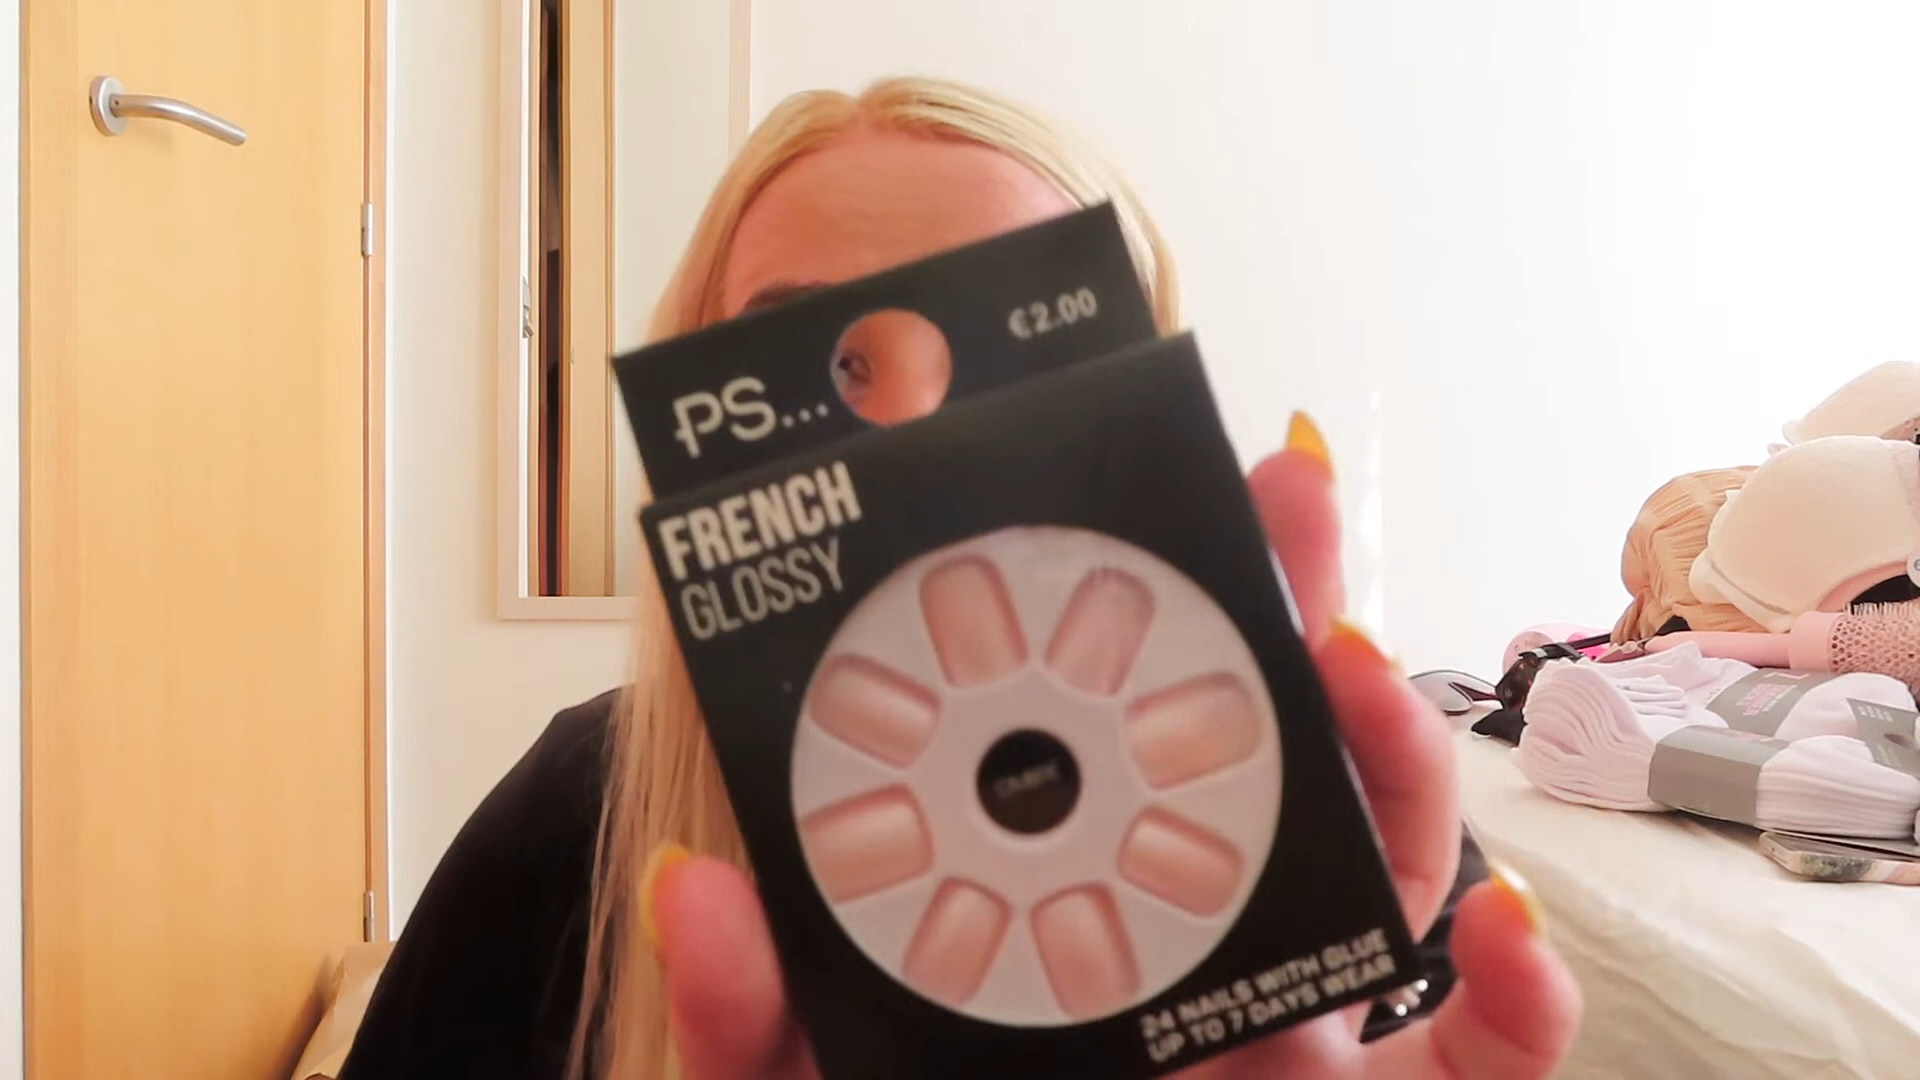 €2.00
PS...
FRENCH
GLOSSY
24 NAILS WITH GLUE
UP TO 7 DAYS WEAR